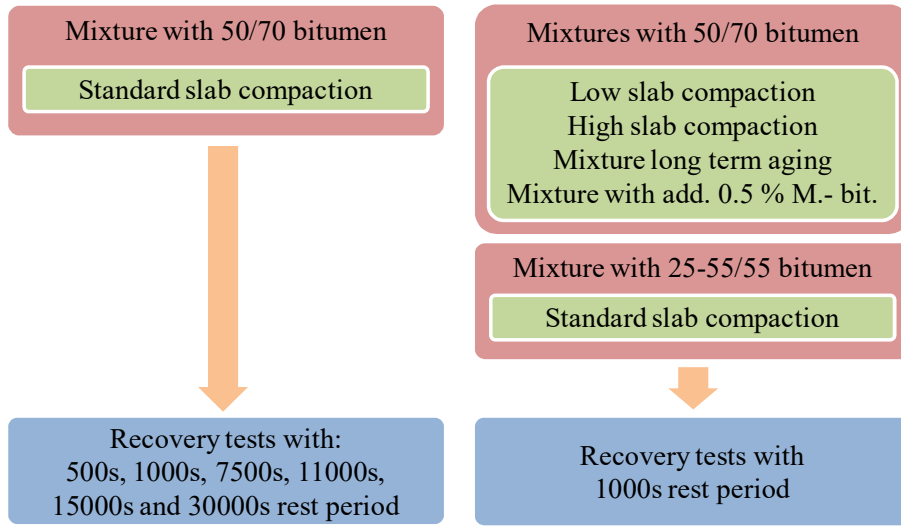 Mixture with 50/70 bitumen
Standard slab compaction
Recovery tests with:
500s, 1000s, 7500s, 11000s,
15000s and 30000s rest period
Mixtures with 50/70 bitumen
Low slab compaction
High slab compaction
Mixture long term aging
Mixture with add. 0.5 % M.- bit.
Mixture with 25-55/55 bitumen
Standard slab compaction
Recovery tests with
1000s rest period